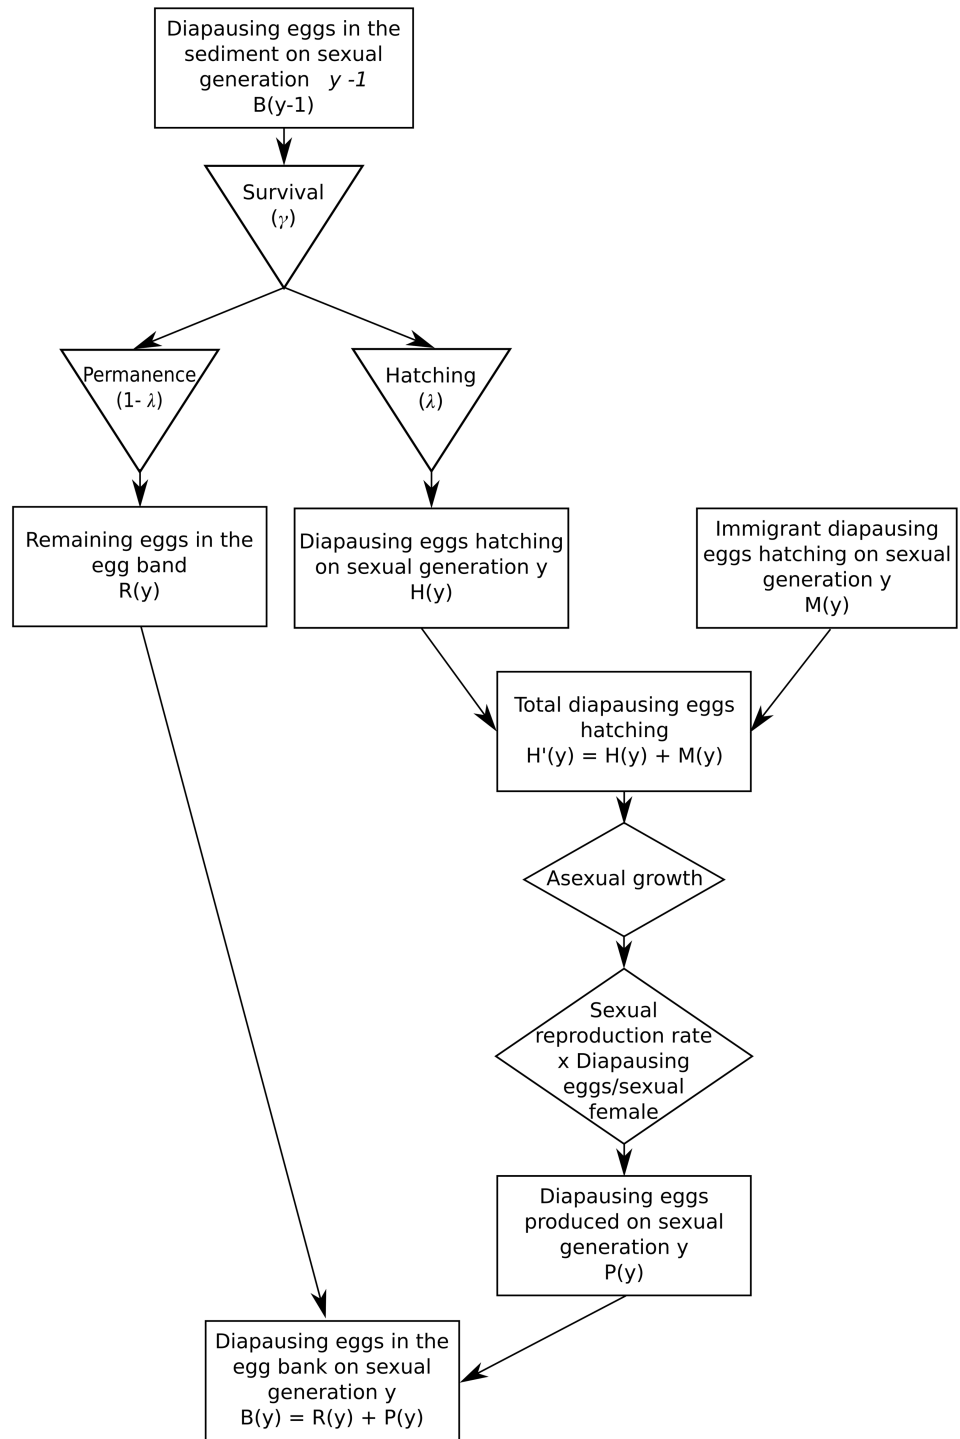 Diapausing eggs in the
sediment on sexual
generation y -1
B(y-1)
Survival
(γ)
Permanence
(1- λ)
Hatching
(λ)
Remaining eggs in the
egg band
R(y)
Diapausing eggs hatching
on sexual generation y
H(y)
Immigrant diapausing
eggs hatching on sexual
generation y
M(y)
Total diapausing eggs
hatching
H'(y) = H(y) + M(y)
Asexual growth
Sexual
reproduction rate
x Diapausing
eggs/sexual
female
Diapausing eggs
produced on sexual
generation y
P(y)
Diapausing eggs in the
egg bank on sexual
generation y
B(y) = R(y) + P(y)